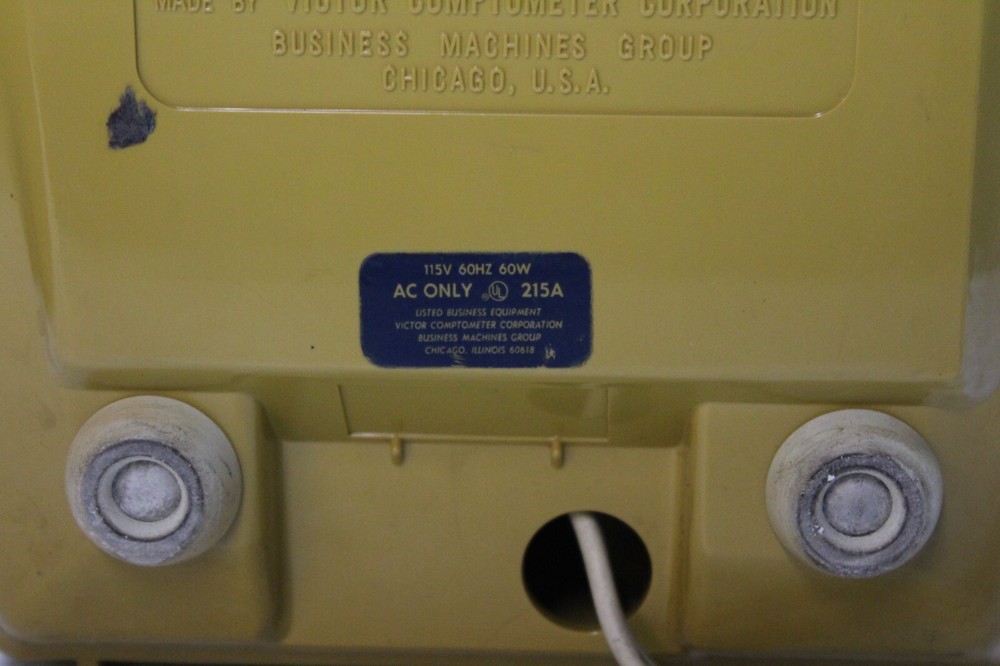 MADE BY VICTOR COMPTOMETER CORPORATION
BUSINESS MACHINES GROUP
CHICAGO, U.S.A.
115V 60HZ 60W
AC ONLY ® UL 215A
LISTED BUSINESS EQUIPMENT
VICTOR COMPTOMETER CORPORATION
BUSINESS MACHINES GROUP
CHICAGO, ILLINOIS 60618